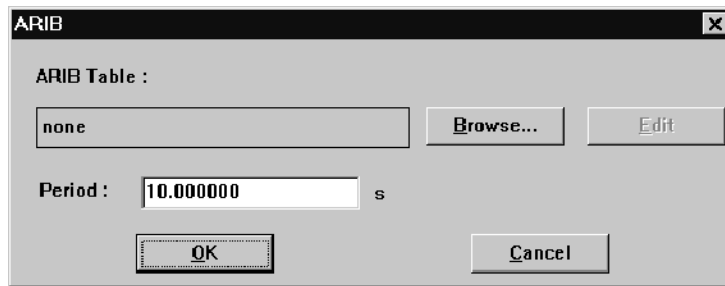 ARIB
ARIB Table :
none
Browse...
Edit
Period :
10.000000
s
OK
Cancel